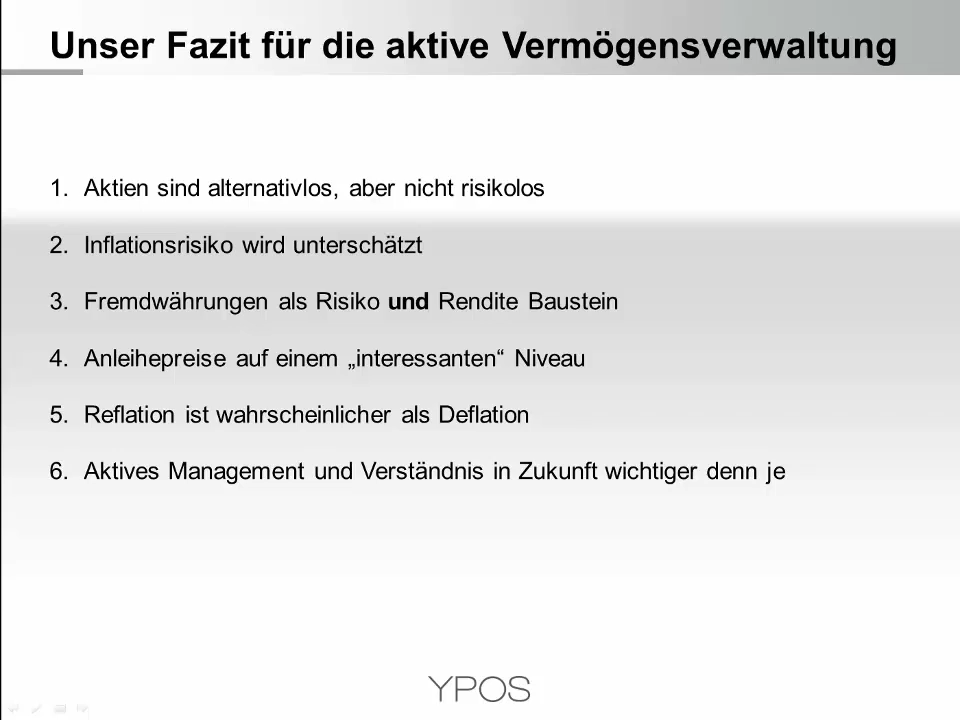 Unser Fazit für die aktive Vermögensverwaltung
1. Aktien sind alternativlos, aber nicht risikolos
2. Inflationsrisiko wird unterschätzt
3. Fremdwährungen als Risiko und Rendite Baustein
4. Anleihepreise auf einem „interessanten“ Niveau
5. Reflation ist wahrscheinlicher als Deflation
6. Aktives Management und Verständnis in Zukunft wichtiger denn je
YPOS